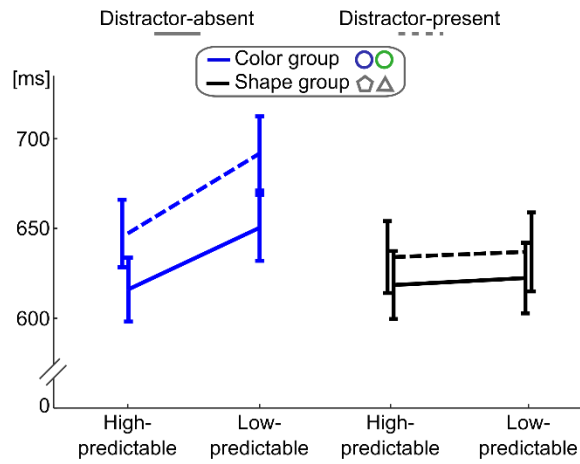 Distractor-absent Distractor-present
Color group
Shape group
[ms]
700
650
600
0
High-predictable Low-predictable High-predictable Low-predictable